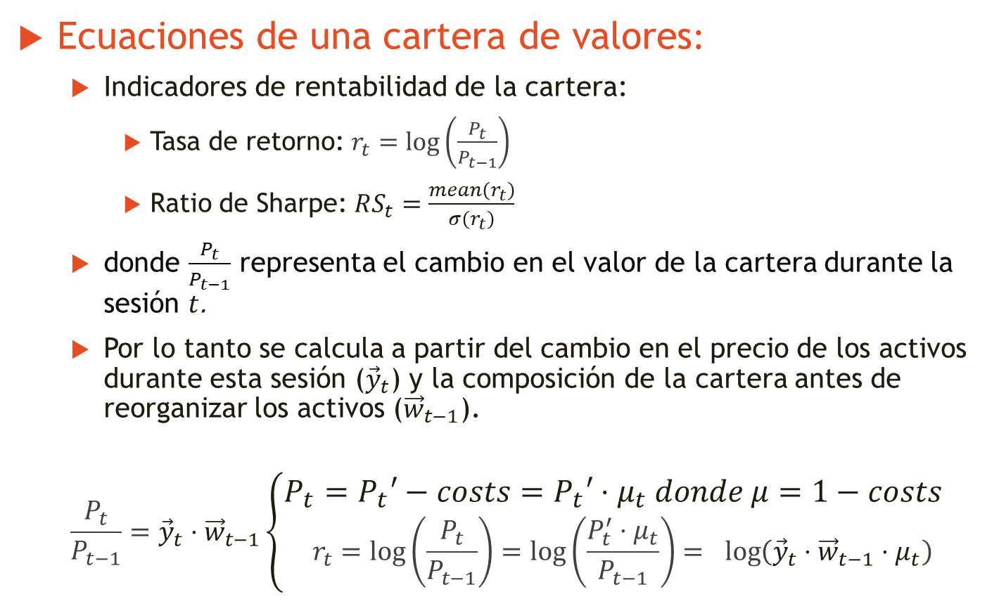 Ecuaciones de una cartera de valores:
Indicadores de rentabilidad de la cartera:
Tasa de retorno: $r_t = \log\left(\frac{P_t}{P_{t-1}}\right)$
Ratio de Sharpe: $RS_t = \frac{mean(r_t)}{\sigma(r_t)}$
donde $\frac{P_t}{P_{t-1}}$ representa el cambio en el valor de la cartera durante la
sesión $t$.
Por lo tanto se calcula a partir del cambio en el precio de los activos
durante esta sesión ($\vec{y}_t$) y la composición de la cartera antes de
reorganizar los activos ($\vec{w}_{t-1}$).
$P_t = P_t' - costs = P_t' \cdot \mu_t \; donde \; \mu = 1 - costs$
$\frac{P_t}{P_{t-1}} = \vec{y}_t \cdot \vec{w}_{t-1}$
$r_t = \log\left(\frac{P_t}{P_{t-1}}\right) = \log\left(\frac{P_t' \cdot \mu_t}{P_{t-1}}\right) = \log(\vec{y}_t \cdot \vec{w}_{t-1} \cdot \mu_t)$